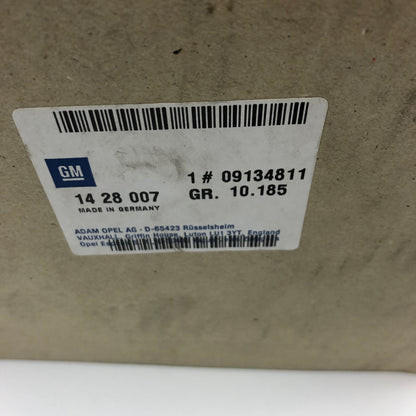 GM
1 # 09134811
14 28 007
GR. 10.185
MADE IN GERMANY
ADAM OPEL AG · D-65423 Rüsselsheim
VAUXHALL, Griffin House, Luton LU1 3YT, England
Opel